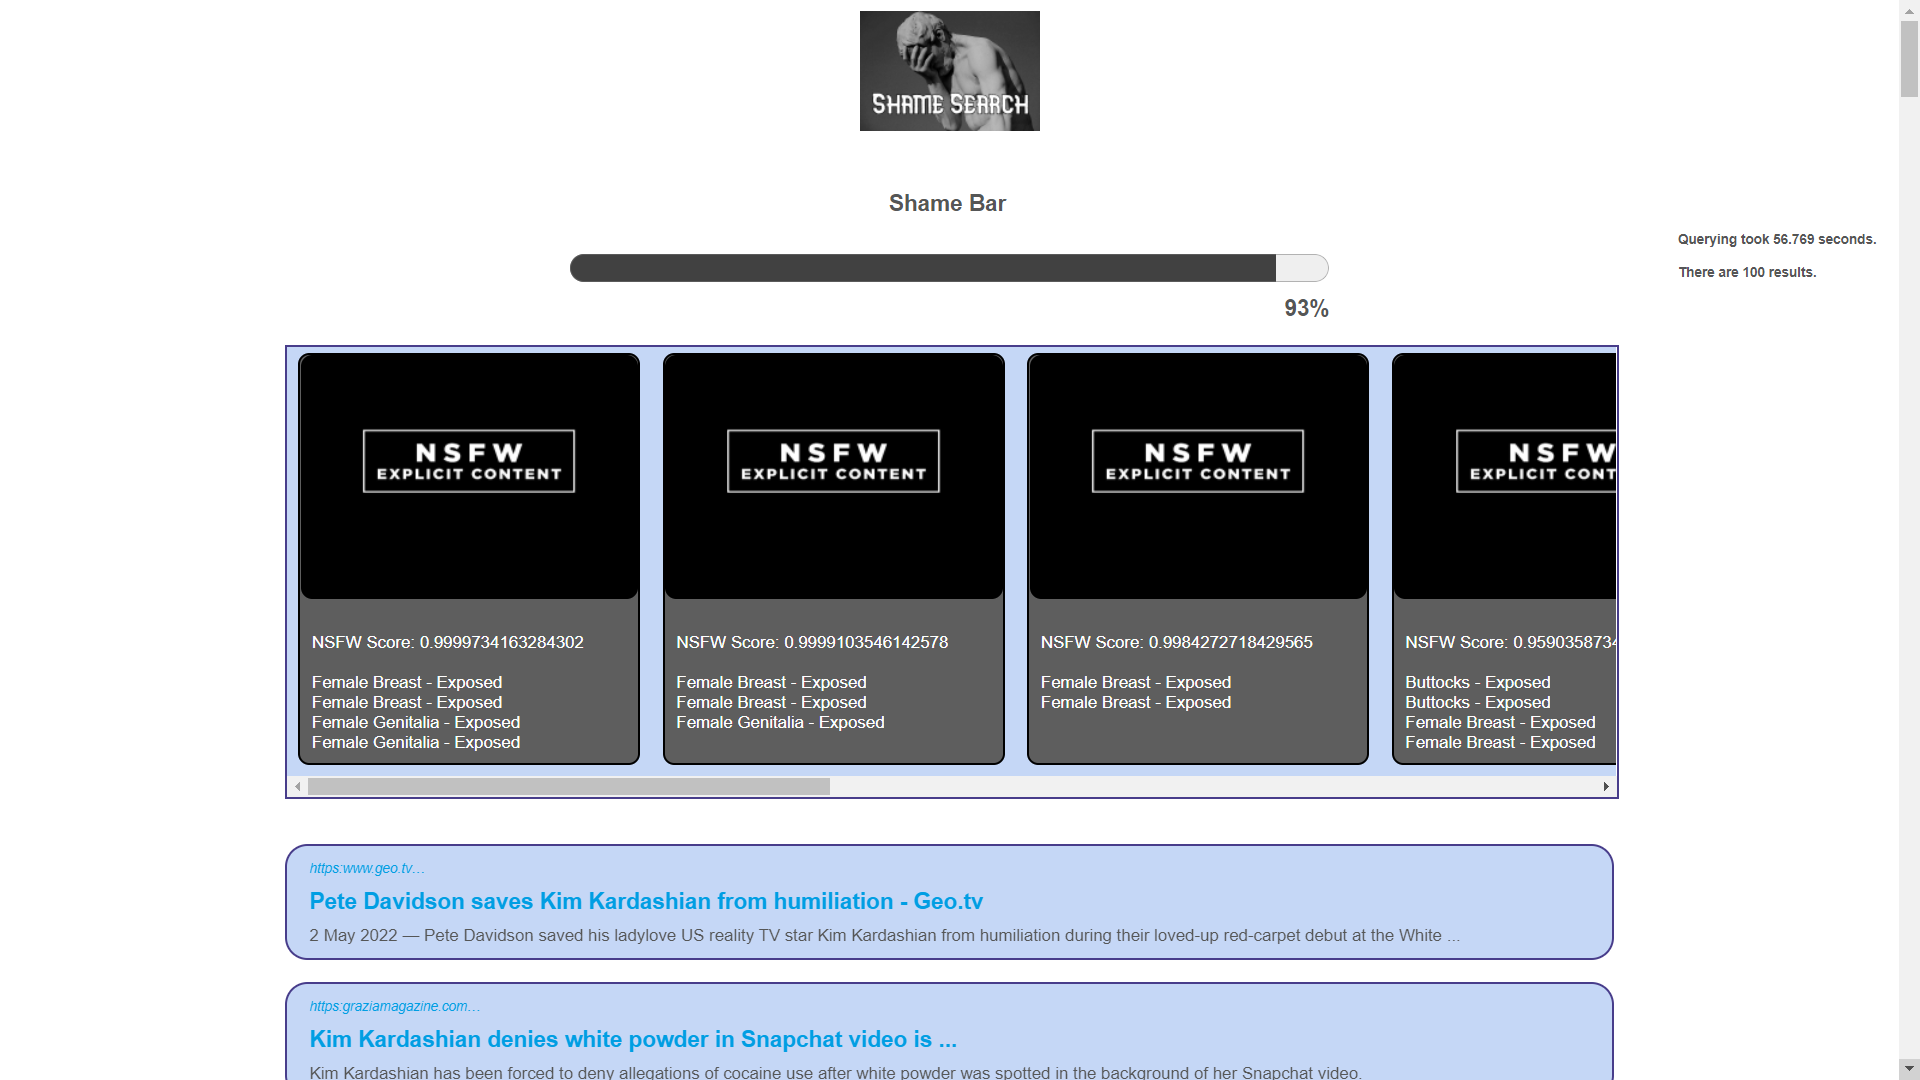 SHAME SEARCH
Shame Bar
Querying took 56.769 seconds.
There are 100 results.
93%
NSFW
EXPLICIT CONTENT
NSFW Score: 0.9999734163284302
Female Breast - Exposed
Female Breast - Exposed
Female Genitalia - Exposed
Female Genitalia - Exposed
NSFW
EXPLICIT CONTENT
NSFW Score: 0.9999103546142578
Female Breast - Exposed
Female Breast - Exposed
Female Genitalia - Exposed
NSFW
EXPLICIT CONTENT
NSFW Score: 0.9984272718429565
Female Breast - Exposed
Female Breast - Exposed
NSFW
EXPLICIT CONT
NSFW Score: 0.959035873
Buttocks - Exposed
Buttocks - Exposed
Female Breast - Exposed
Female Breast - Exposed
https:www.geo.tv…
Pete Davidson saves Kim Kardashian from humiliation - Geo.tv
2 May 2022 — Pete Davidson saved his ladylove US reality TV star Kim Kardashian from humiliation during their loved-up red-carpet debut at the White ...
https:graziamagazine.com…
Kim Kardashian denies white powder in Snapchat video is ...
Kim Kardashian has been forced to deny allegations of cocaine use after white powder was spotted in the background of her Snapchat video.